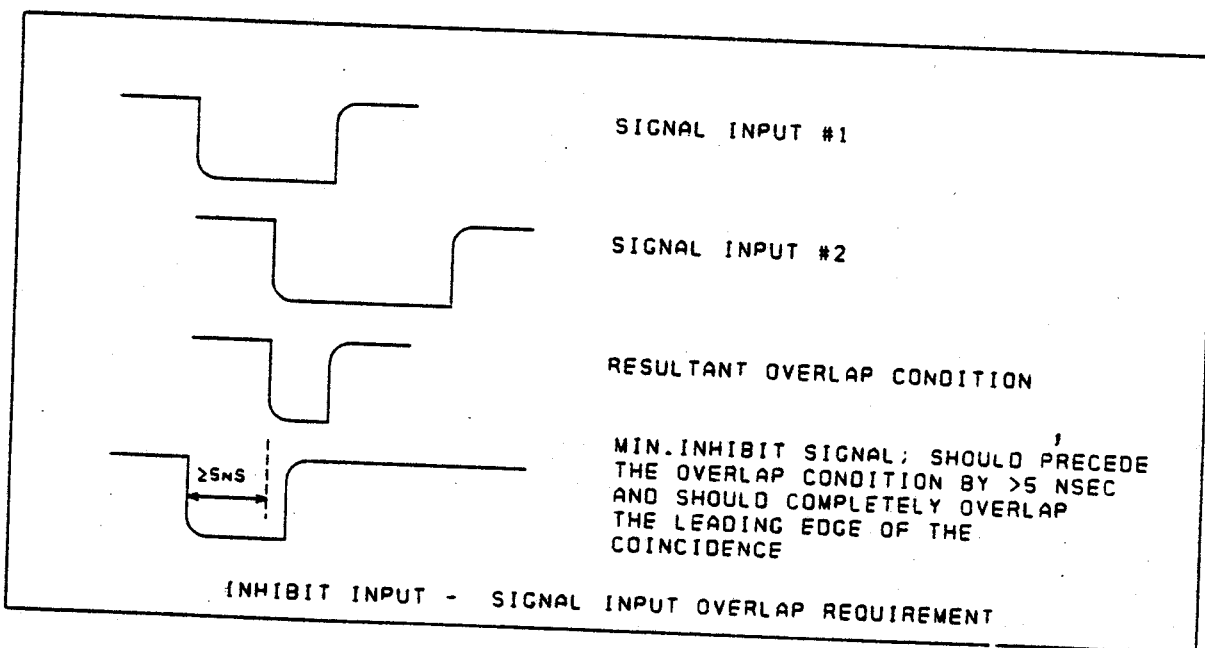 SIGNAL INPUT #1
SIGNAL INPUT #2
RESULTANT OVERLAP CONDITION
≥5NS
MIN.INHIBIT SIGNAL; SHOULD PRECEDE
THE OVERLAP CONDITION BY >5 NSEC
AND SHOULD COMPLETELY OVERLAP
THE LEADING EDGE OF THE
COINCIDENCE
INHIBIT INPUT - SIGNAL INPUT OVERLAP REQUIREMENT